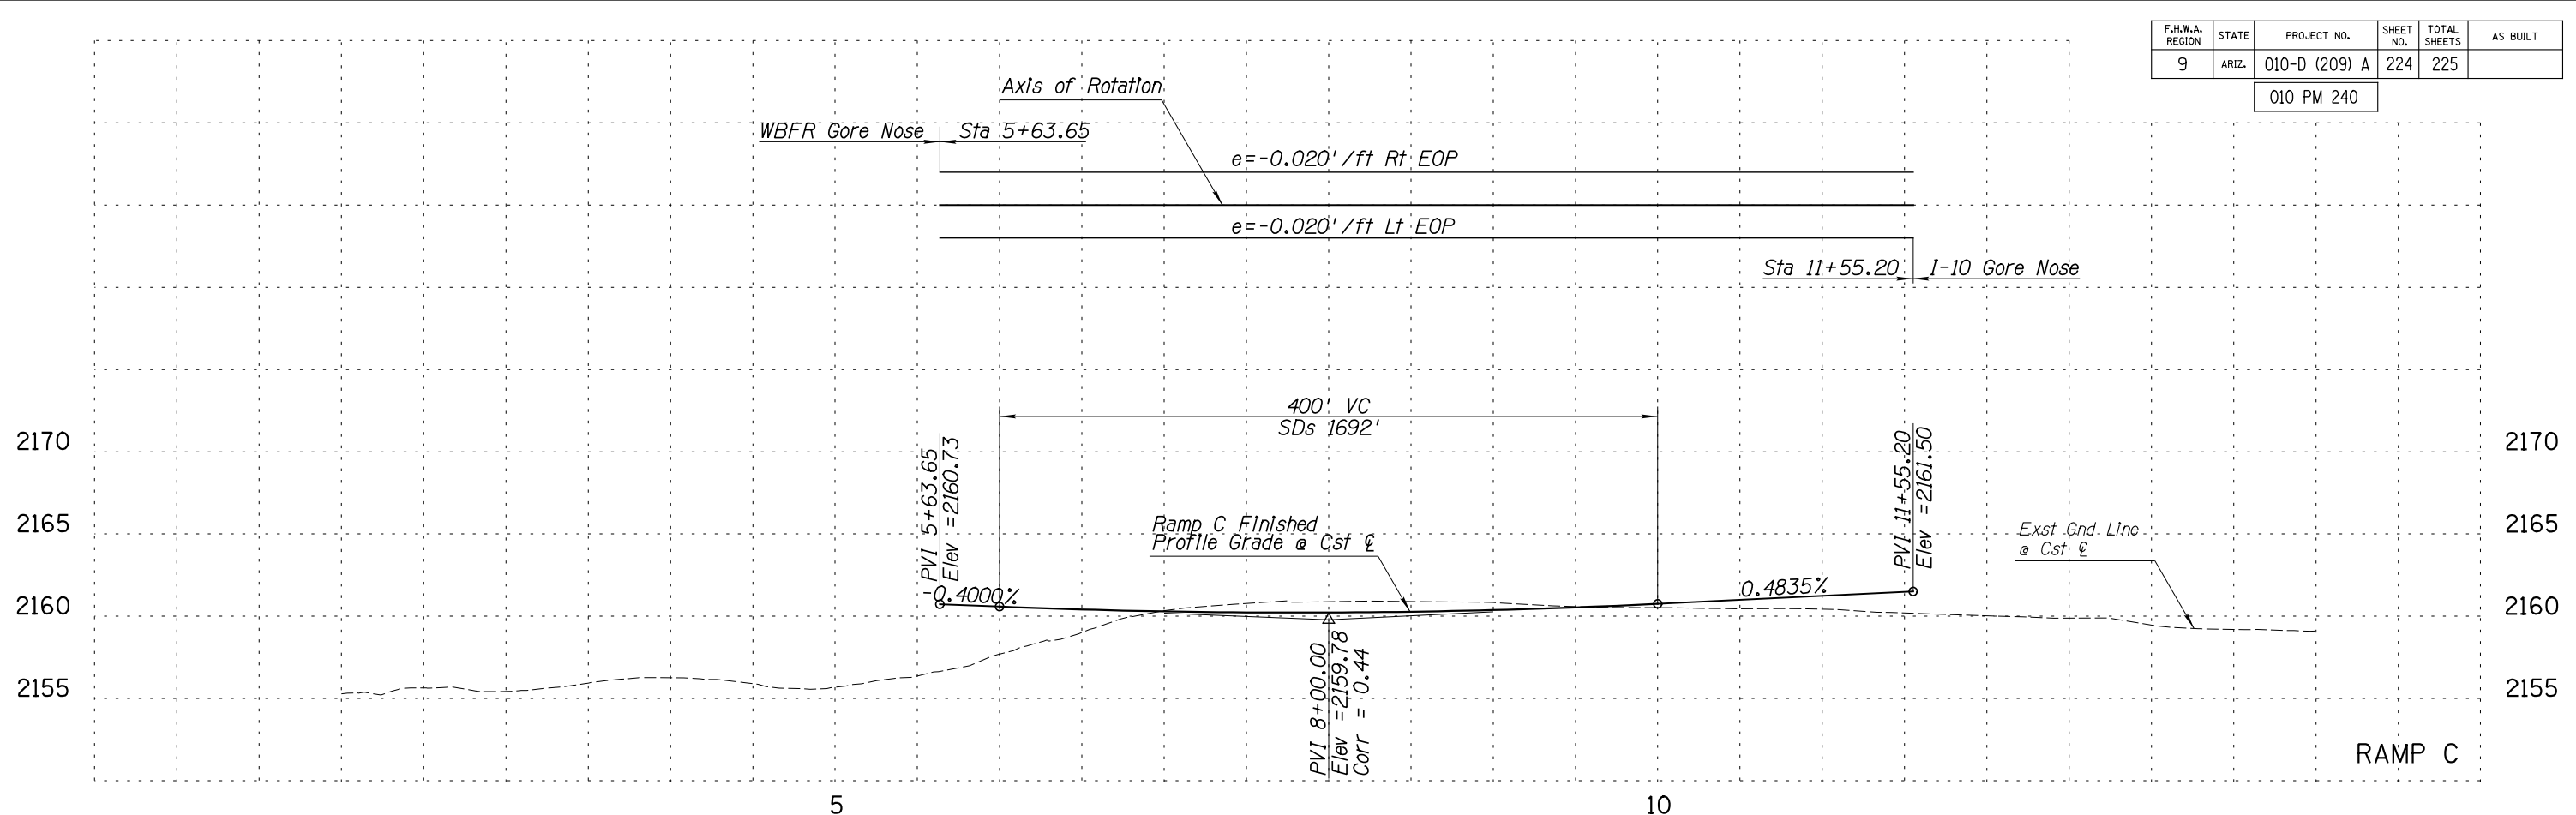 F.H.W.A. REGION STATE PROJECT NO. SHEET NO. TOTAL SHEETS AS BUILT
9 ARIZ. 010-D (209) A 224 225
010 PM 240
Axis of Rotation
WBFR Gore Nose Sta 5+63.65
e=-0.020'/ft Rt EOP
e=-0.020'/ft Lt EOP
Sta 11+55.20 I-10 Gore Nose
400' VC
SDs 1692'
2170 2170
PVI 5+63.65
Elev =2160.73
PVI 11+55.20
Elev =2161.50
2165 2165
Ramp C Finished
Profile Grade @ Cst ℄
Exst Gnd Line
@ Cst ℄
-0.4000%
0.4835%
2160 2160
PVI 8+00.00
Elev =2159.78
Corr = 0.44
2155 2155
RAMP C
5 10